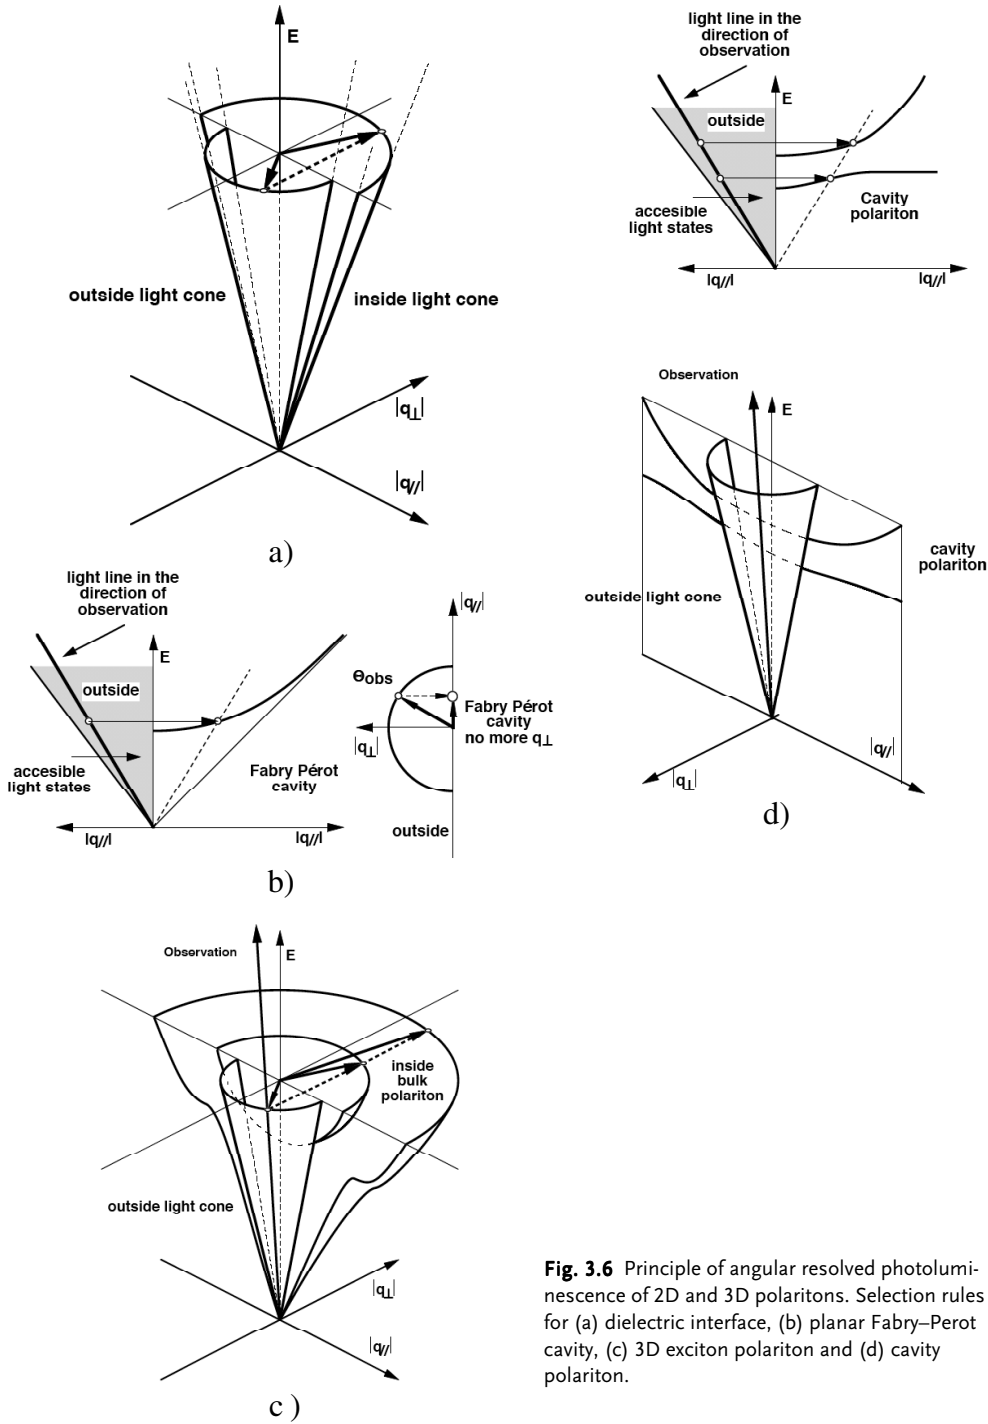 E
outside light cone
inside light cone
|q⊥|
|q//|
a)
light line in the
direction of
observation
E
outside
accesible
light states
Fabry Pérot
cavity
|q//|
|q//|
|q//|
Θobs
Fabry Pérot
cavity
no more q⊥
|q⊥|
outside
b)
Observation
E
inside
bulk
polariton
outside light cone
|q⊥|
|q//|
c )
light line in the
direction of
observation
E
outside
accesible
light states
Cavity
polariton
|q//|
|q//|
Observation
E
cavity
polariton
outside light cone
|q//|
|q⊥|
d)
Fig. 3.6 Principle of angular resolved photolumi-
nescence of 2D and 3D polaritons. Selection rules
for (a) dielectric interface, (b) planar Fabry–Perot
cavity, (c) 3D exciton polariton and (d) cavity
polariton.